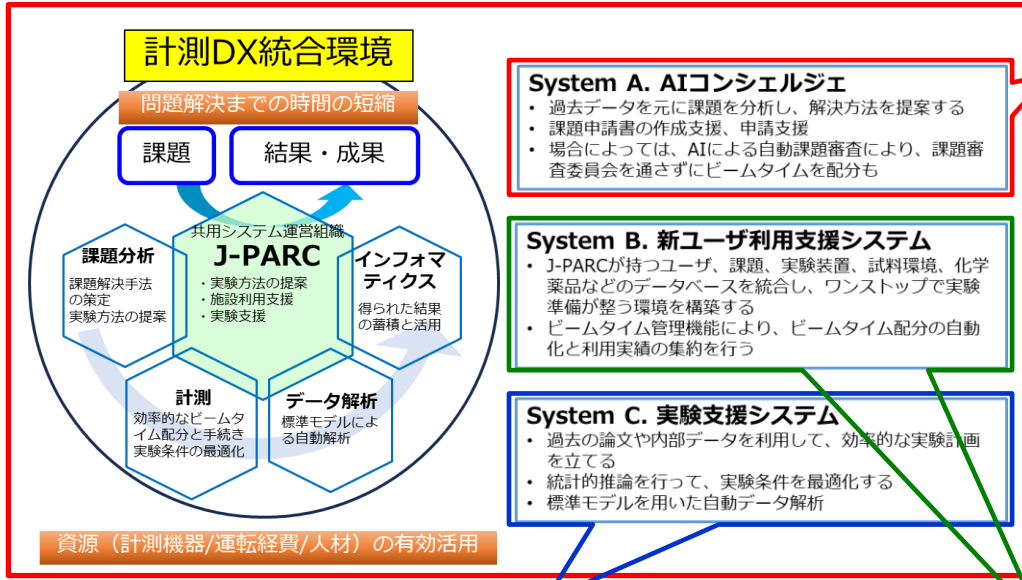 計測DX統合環境
問題解決までの時間の短縮
課題
結果・成果
共用システム運営組織
J-PARC
・実験方法の提案
・施設利用支援
・実験支援
課題分析
課題解決手法
の策定
実験方法の提案
インフォマ
ティクス
得られた結果
の蓄積と活用
計測
効率的なビームタ
イム配分と手続き
実験条件の最適化
データ解析
標準モデルによ
る自動解析
資源（計測機器/運転経費/人材）の有効活用
System A. AIコンシェルジェ
• 過去データを元に課題を分析し、解決方法を提案する
• 課題申請書の作成支援、申請支援
• 場合によっては、AIによる自動課題審査により、課題審
査委員会を通さずにビームタイムを配分も
System B. 新ユーザ利用支援システム
• J-PARCが持つユーザ、課題、実験装置、試料環境、化学
薬品などのデータベースを統合し、ワンストップで実験
準備が整う環境を構築する
• ビームタイム管理機能により、ビームタイム配分の自動
化と利用実績の集約を行う
System C. 実験支援システム
• 過去の論文や内部データを利用して、効率的な実験計画
を立てる
• 統計的推論を行って、実験条件を最適化する
• 標準モデルを用いた自動データ解析